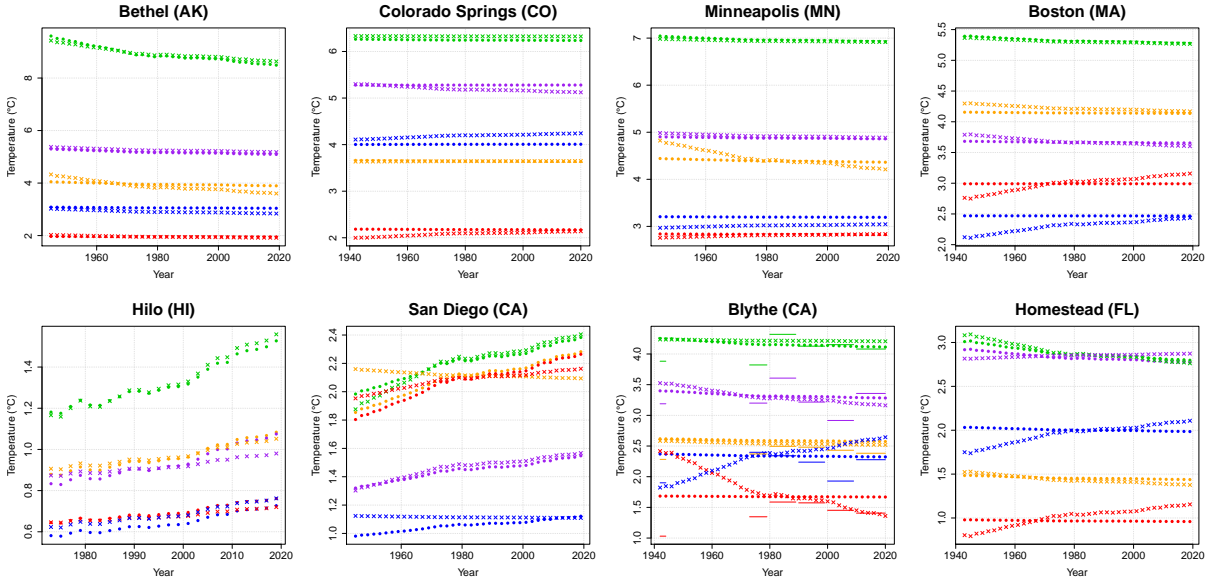 Bethel (AK)
Temperature (°C)
2 4 6 8
1960 1980 2000 2020
Year
Colorado Springs (CO)
Temperature (°C)
2 3 4 5 6
1940 1960 1980 2000 2020
Year
Minneapolis (MN)
Temperature (°C)
3 4 5 6 7
1960 1980 2000 2020
Year
Boston (MA)
Temperature (°C)
2.0 2.5 3.0 3.5 4.0 4.5 5.0 5.5
1940 1960 1980 2000 2020
Year
Hilo (HI)
Temperature (°C)
0.6 0.8 1.0 1.2 1.4
1980 1990 2000 2010 2020
Year
San Diego (CA)
Temperature (°C)
1.0 1.2 1.4 1.6 1.8 2.0 2.2 2.4
1960 1980 2000 2020
Year
Blythe (CA)
Temperature (°C)
1.0 1.5 2.0 2.5 3.0 3.5 4.0
1940 1960 1980 2000 2020
Year
Homestead (FL)
Temperature (°C)
1.0 1.5 2.0 2.5 3.0
1940 1960 1980 2000 2020
Year